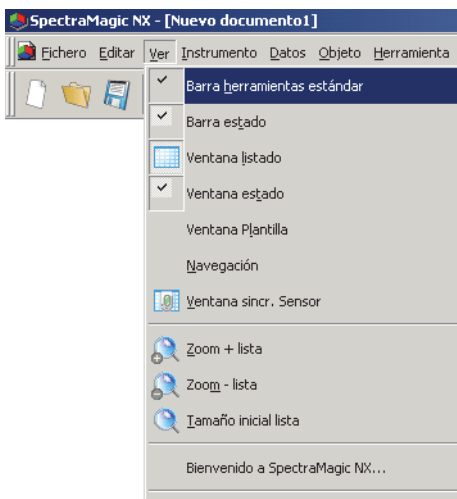 SpectraMagic NX - [Nuevo documento1]
Fichero Editar Ver Instrumento Datos Objeto Herramienta
Barra herramientas estándar
Barra estado
Ventana listado
Ventana estado
Ventana Plantilla
Navegación
Ventana sincr. Sensor
Zoom + lista
Zoom - lista
Tamaño inicial lista
Bienvenido a SpectraMagic NX...